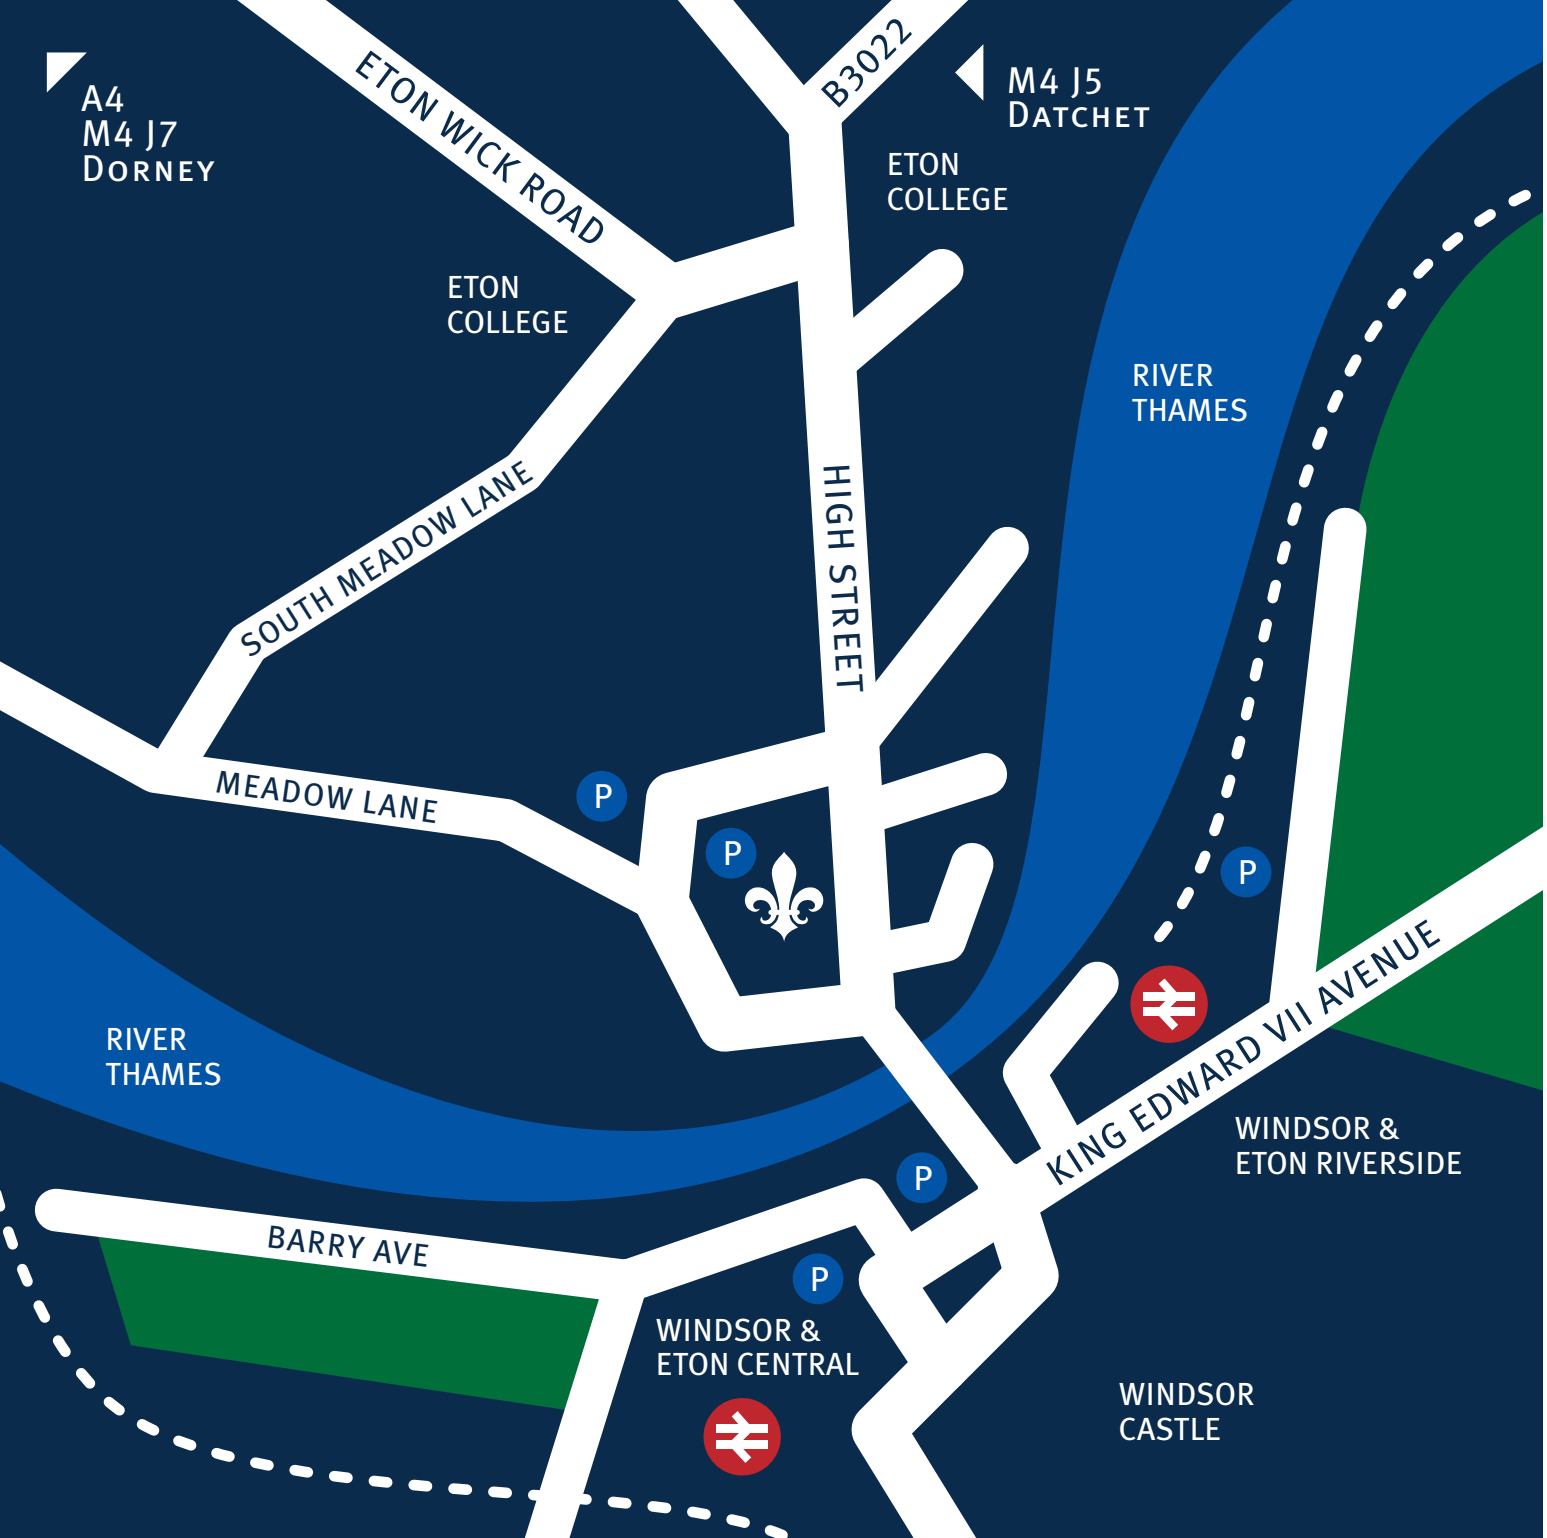 ETON WICK ROAD
B3022
A4
M4 J7
DORNEY
M4 J5
DATCHET
ETON
COLLEGE
ETON
COLLEGE
RIVER
THAMES
HIGH STREET
SOUTH MEADOW LANE
MEADOW LANE
P
P
P
KING EDWARD VII AVENUE
RIVER
THAMES
WINDSOR &
ETON RIVERSIDE
P
BARRY AVE
P
WINDSOR &
ETON CENTRAL
WINDSOR
CASTLE